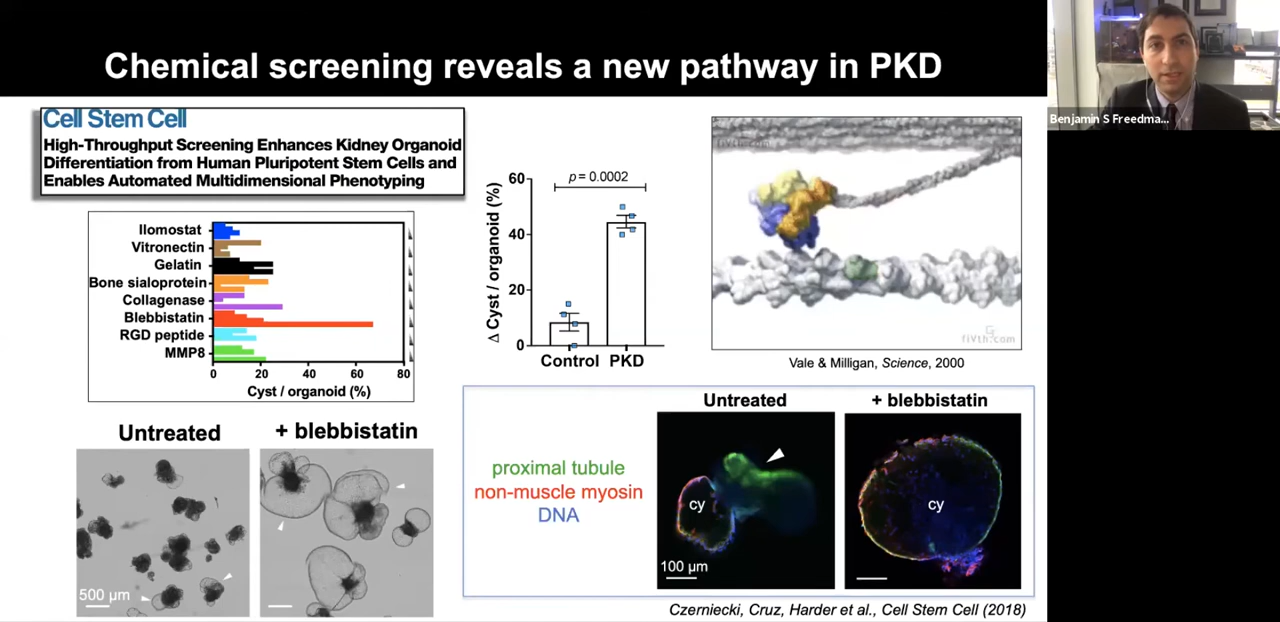 Chemical screening reveals a new pathway in PKD
Benjamin S Freedma...
Cell Stem Cell
High-Throughput Screening Enhances Kidney Organoid
Differentiation from Human Pluripotent Stem Cells and
Enables Automated Multidimensional Phenotyping
Ilomostat
Vitronectin
Gelatin
Bone sialoprotein
Collagenase
Blebbistatin
RGD peptide
MMP8
0 20 40 60 80
Cyst / organoid (%)
Δ Cyst / organoid (%)
60
40
20
0
p = 0.0002
Control PKD
fiVth.com
fiVth.com
Vale & Milligan, Science, 2000
Untreated
+ blebbistatin
500 μm
proximal tubule
non-muscle myosin
DNA
Untreated
+ blebbistatin
cy
100 μm
cy
Czerniecki, Cruz, Harder et al., Cell Stem Cell (2018)